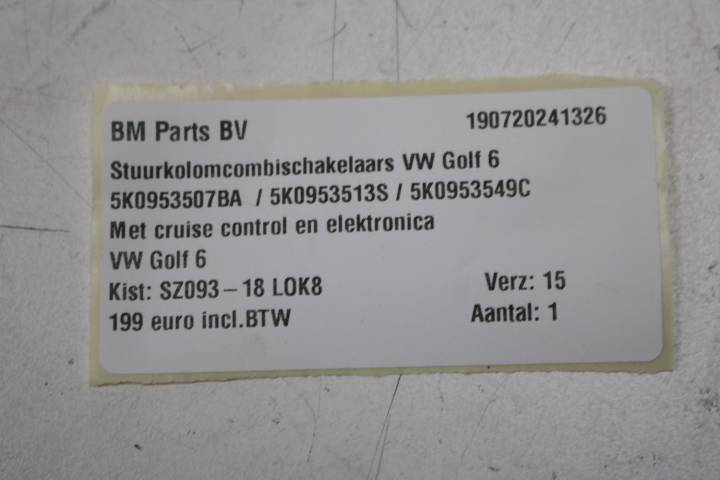 BM Parts BV 190720241326
Stuurkolomcombischakelaars VW Golf 6
5K0953507BA / 5K0953513S / 5K0953549C
Met cruise control en elektronica
VW Golf 6
Kist: SZ093-18 LOK8 Verz: 15
199 euro incl.BTW Aantal: 1